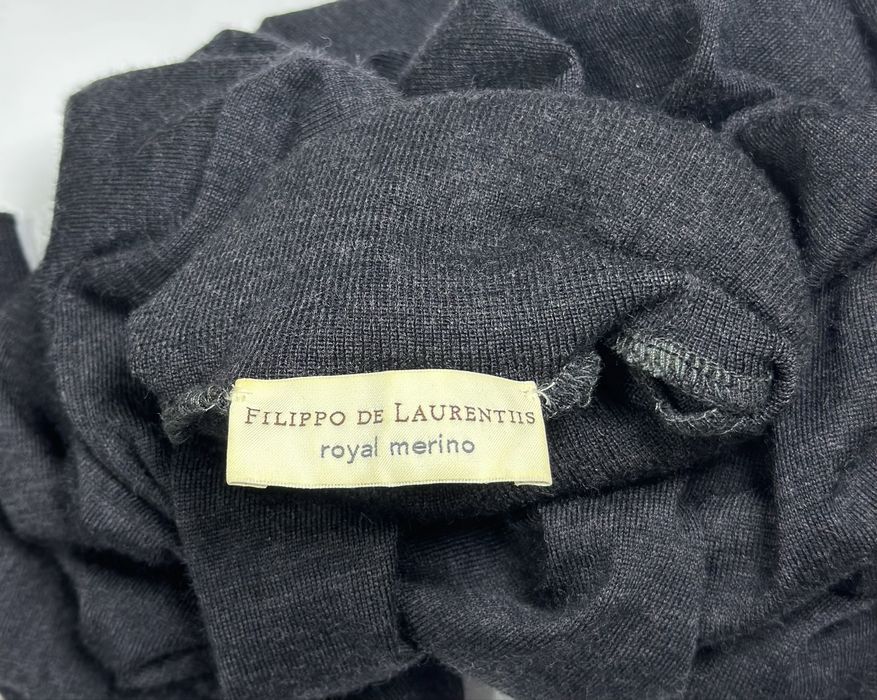 FILIPPO DE LAURENTIIS
royal merino